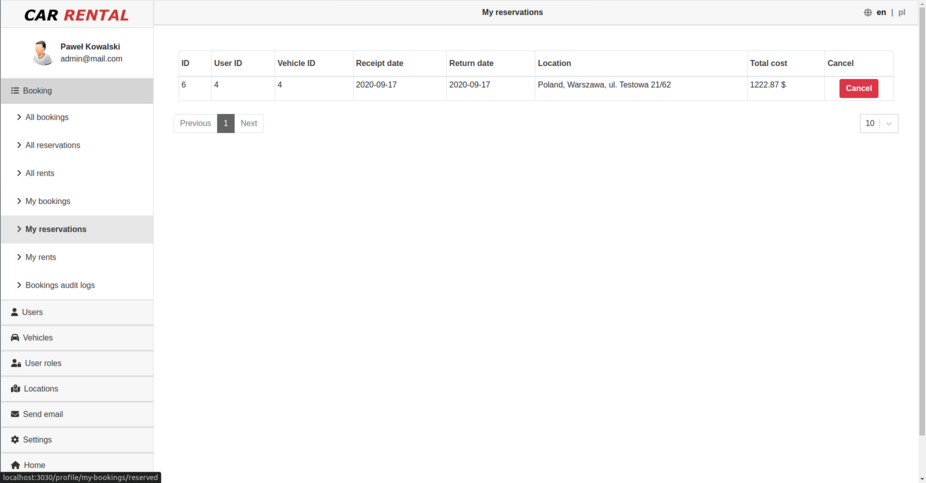 CAR RENTAL
My reservations
en | pl
Paweł Kowalski
admin@mail.com
Booking
All bookings
All reservations
All rents
My bookings
My reservations
My rents
Bookings audit logs
Users
Vehicles
User roles
Locations
Send email
Settings
Home
localhost:3030/profile/my-bookings/reserved
ID User ID Vehicle ID Receipt date Return date Location Total cost Cancel
6 4 4 2020-09-17 2020-09-17 Poland, Warszawa, ul. Testowa 21/62 1222.87 $ Cancel
Previous 1 Next
10